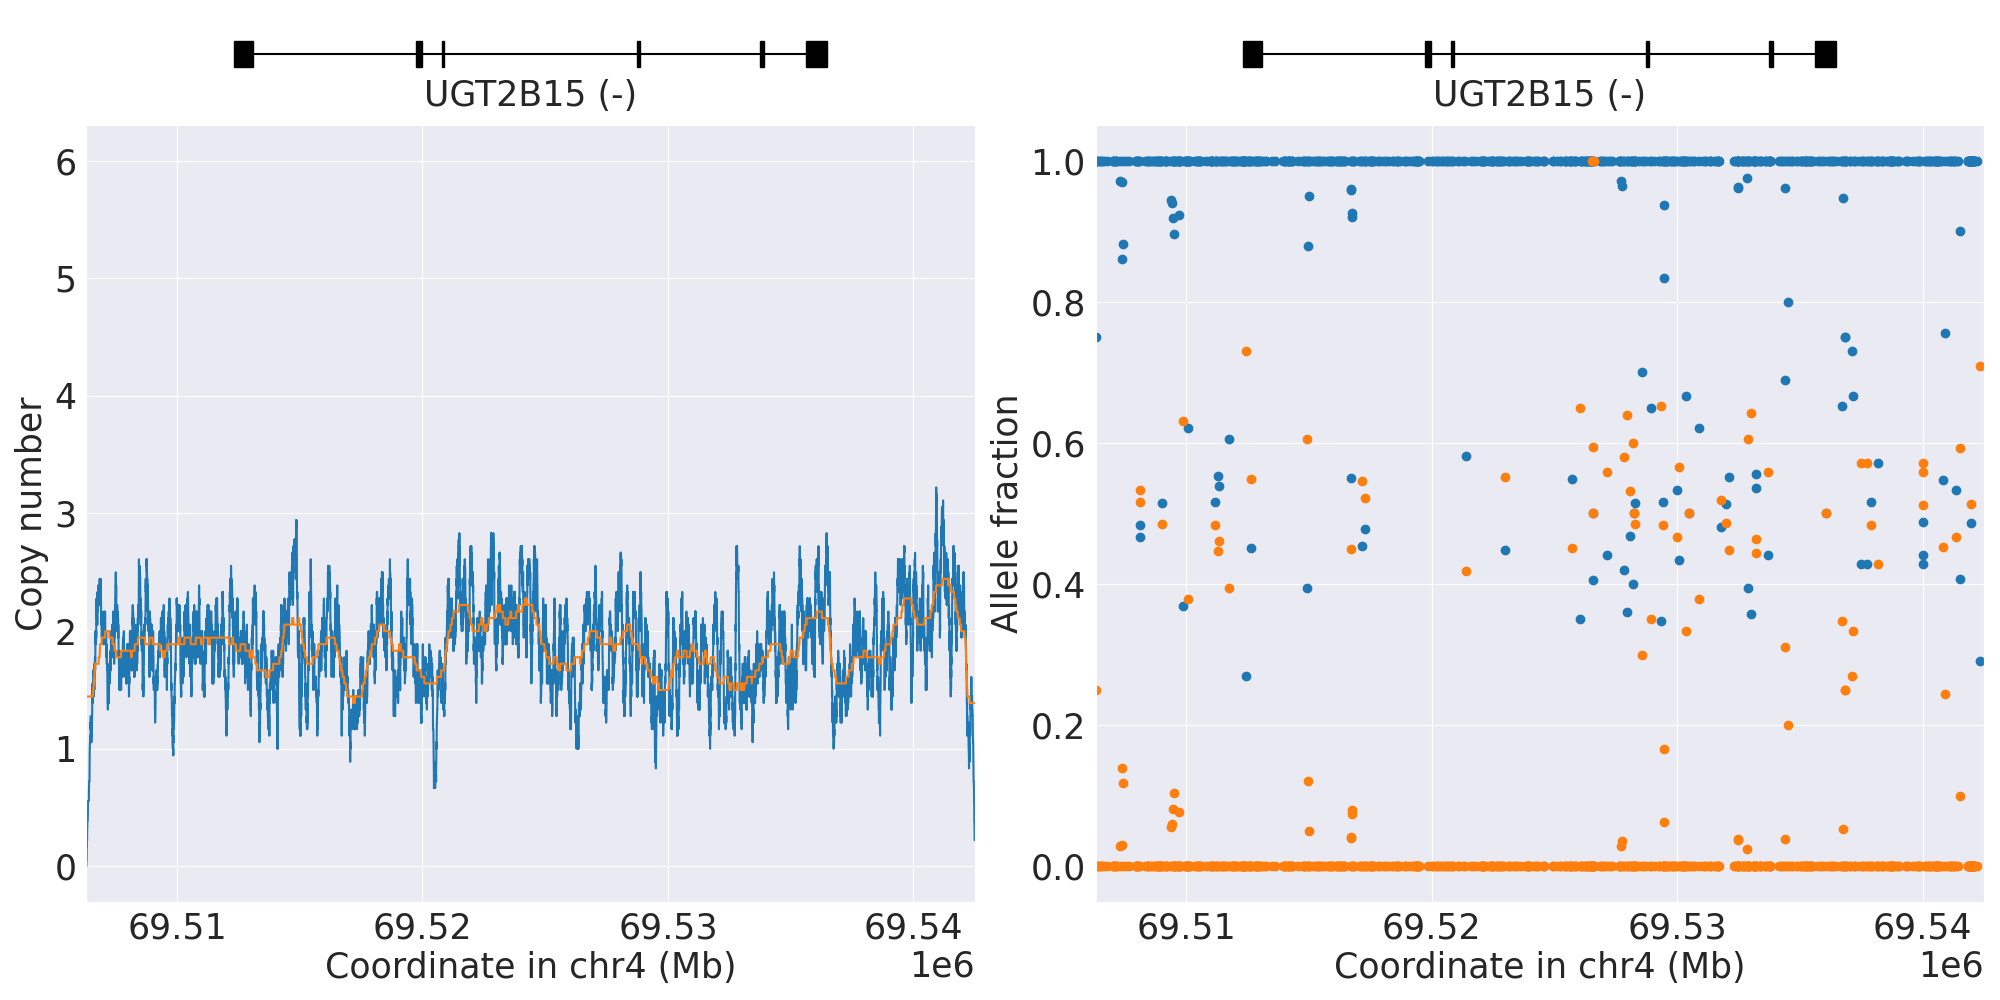 UGT2B15 (-)
6
5
4
3
2
1
0
Copy number
69.51 69.52 69.53 69.54
Coordinate in chr4 (Mb) 1e6
UGT2B15 (-)
1.0
0.8
0.6
0.4
0.2
0.0
Allele fraction
69.51 69.52 69.53 69.54
Coordinate in chr4 (Mb) 1e6